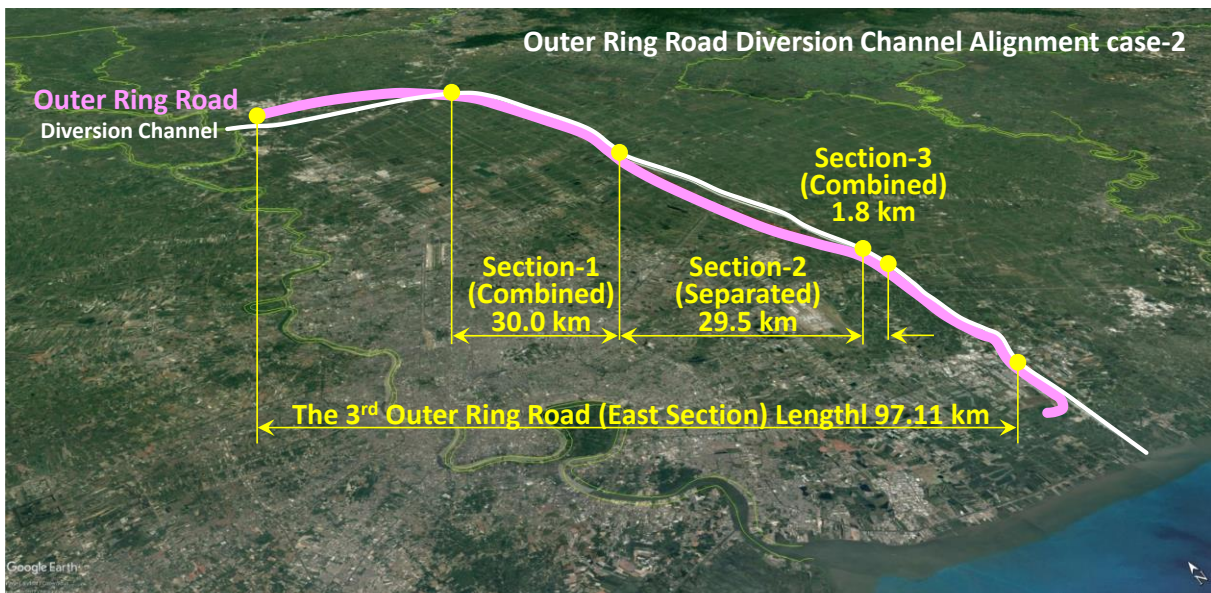 Outer Ring Road Diversion Channel Alignment case-2
Outer Ring Road
Diversion Channel
Section-3
(Combined)
1.8 km
Section-1
(Combined)
30.0 km
Section-2
(Separated)
29.5 km
The 3rd Outer Ring Road (East Section) Lengthl 97.11 km
Google Earth
N